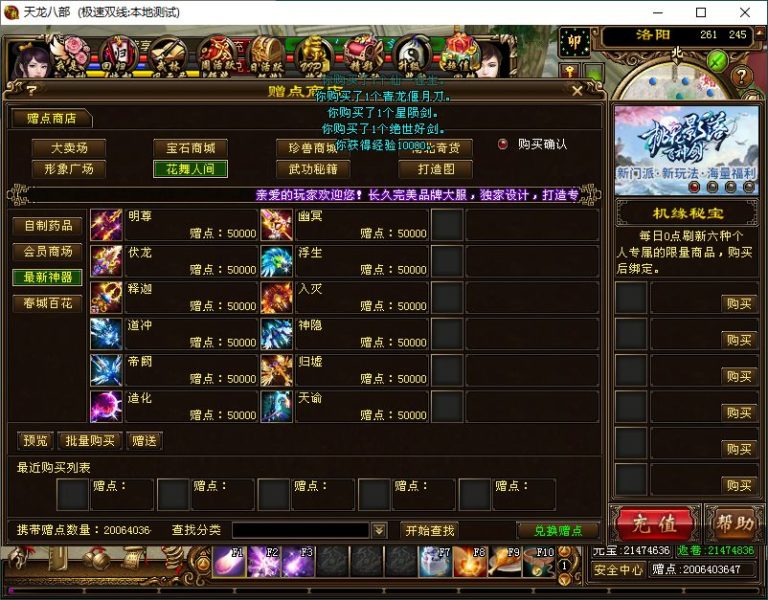 天龙八部 (极速双线:本地测试)
洛阳 261 245
北
卯
赠点商店
你购买了1个青龙偃月刀。
你购买了1个星陨剑。
你购买了1个绝世好剑。
你获得经验10080。
赠点商店
大卖场 宝石商城 珍兽商城 南北奇货 购买确认
形象广场 花舞人间 武功秘籍 打造图
亲爱的玩家欢迎您!长久完美品牌大服,独家设计,打造专
新门派·新玩法·海量福利
机缘秘宝
每日0点刷新六种个
人专属的限量商品,购买
后绑定。
购买
购买
购买
购买
购买
购买
自制药品
会员商场
最新神器
春城百花
明尊 赠点:50000 幽冥 赠点:50000
伏龙 赠点:50000 浮生 赠点:50000
释迦 赠点:50000 入灭 赠点:50000
道冲 赠点:50000 神隐 赠点:50000
帝阙 赠点:50000 归墟 赠点:50000
造化 赠点:50000 天谕 赠点:50000
预览 批量购买 赠送
最近购买列表
赠点: 赠点: 赠点: 赠点: 赠点:
携带赠点数量:20064036 查找分类 开始查找 兑换赠点
充值 帮助
F1 F2 F3 F7 F8 F9 F10 1
元宝:21474636
安全中心 赠点:2006403647